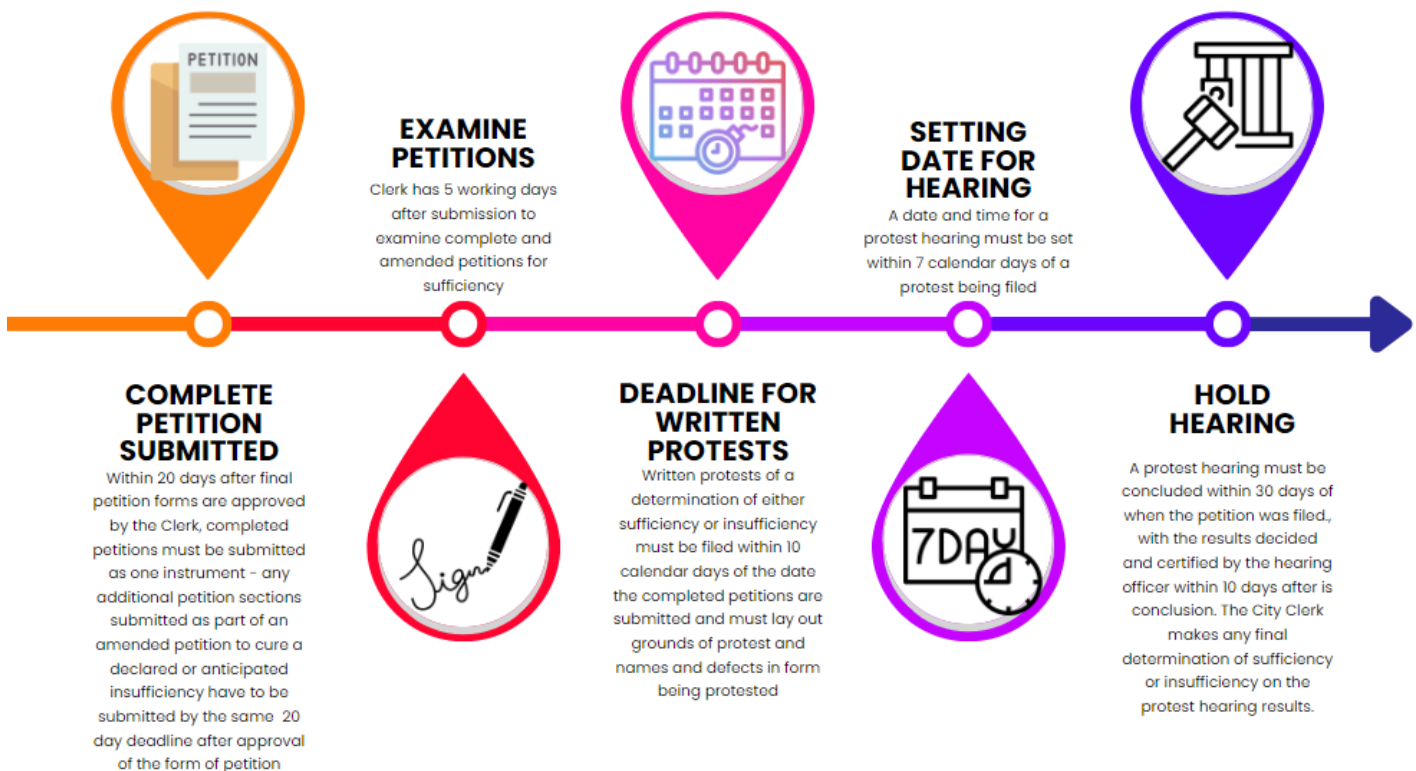 PETITION
COMPLETE
PETITION
SUBMITTED
Within 20 days after final
petition forms are approved
by the Clerk, completed
petitions must be submitted
as one instrument - any
additional petition sections
submitted as part of an
amended petition to cure a
declared or anticipated
insufficiency have to be
submitted by the same 20
day deadline after approval
of the form of petition
EXAMINE
PETITIONS
Clerk has 5 working days
after submission to
examine complete and
amended petitions for
sufficiency
Sign
DEADLINE FOR
WRITTEN
PROTESTS
Written protests of a
determination of either
sufficiency or insufficiency
must be filed within 10
calendar days of the date
the completed petitions are
submitted and must lay out
grounds of protest and
names and defects in form
being protested
SETTING
DATE FOR
HEARING
A date and time for a
protest hearing must be set
within 7 calendar days of a
protest being filed
7DAY
HOLD
HEARING
A protest hearing must be
concluded within 30 days of
when the petition was filed.,
with the results decided
and certified by the hearing
officer within 10 days after is
conclusion. The City Clerk
makes any final
determination of sufficiency
or insufficiency on the
protest hearing results.